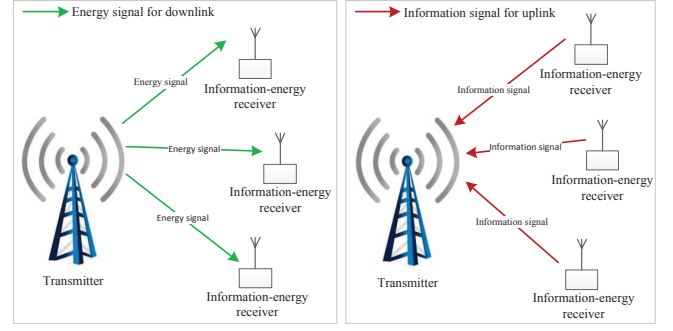 Energy signal for downlink
Energy signal
Information-energy
receiver
Energy signal
Information-energy
receiver
Energy signal
Transmitter
Information-energy
receiver
Information signal for uplink
Information signal
Information-energy
receiver
Information signal
Information-energy
receiver
Information signal
Transmitter
Information-energy
receiver